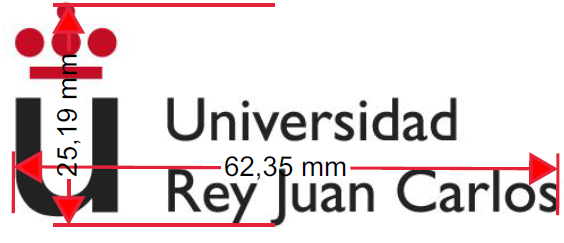 25,19 mm
u
Universidad
62,35 mm
Rey Juan Carlos